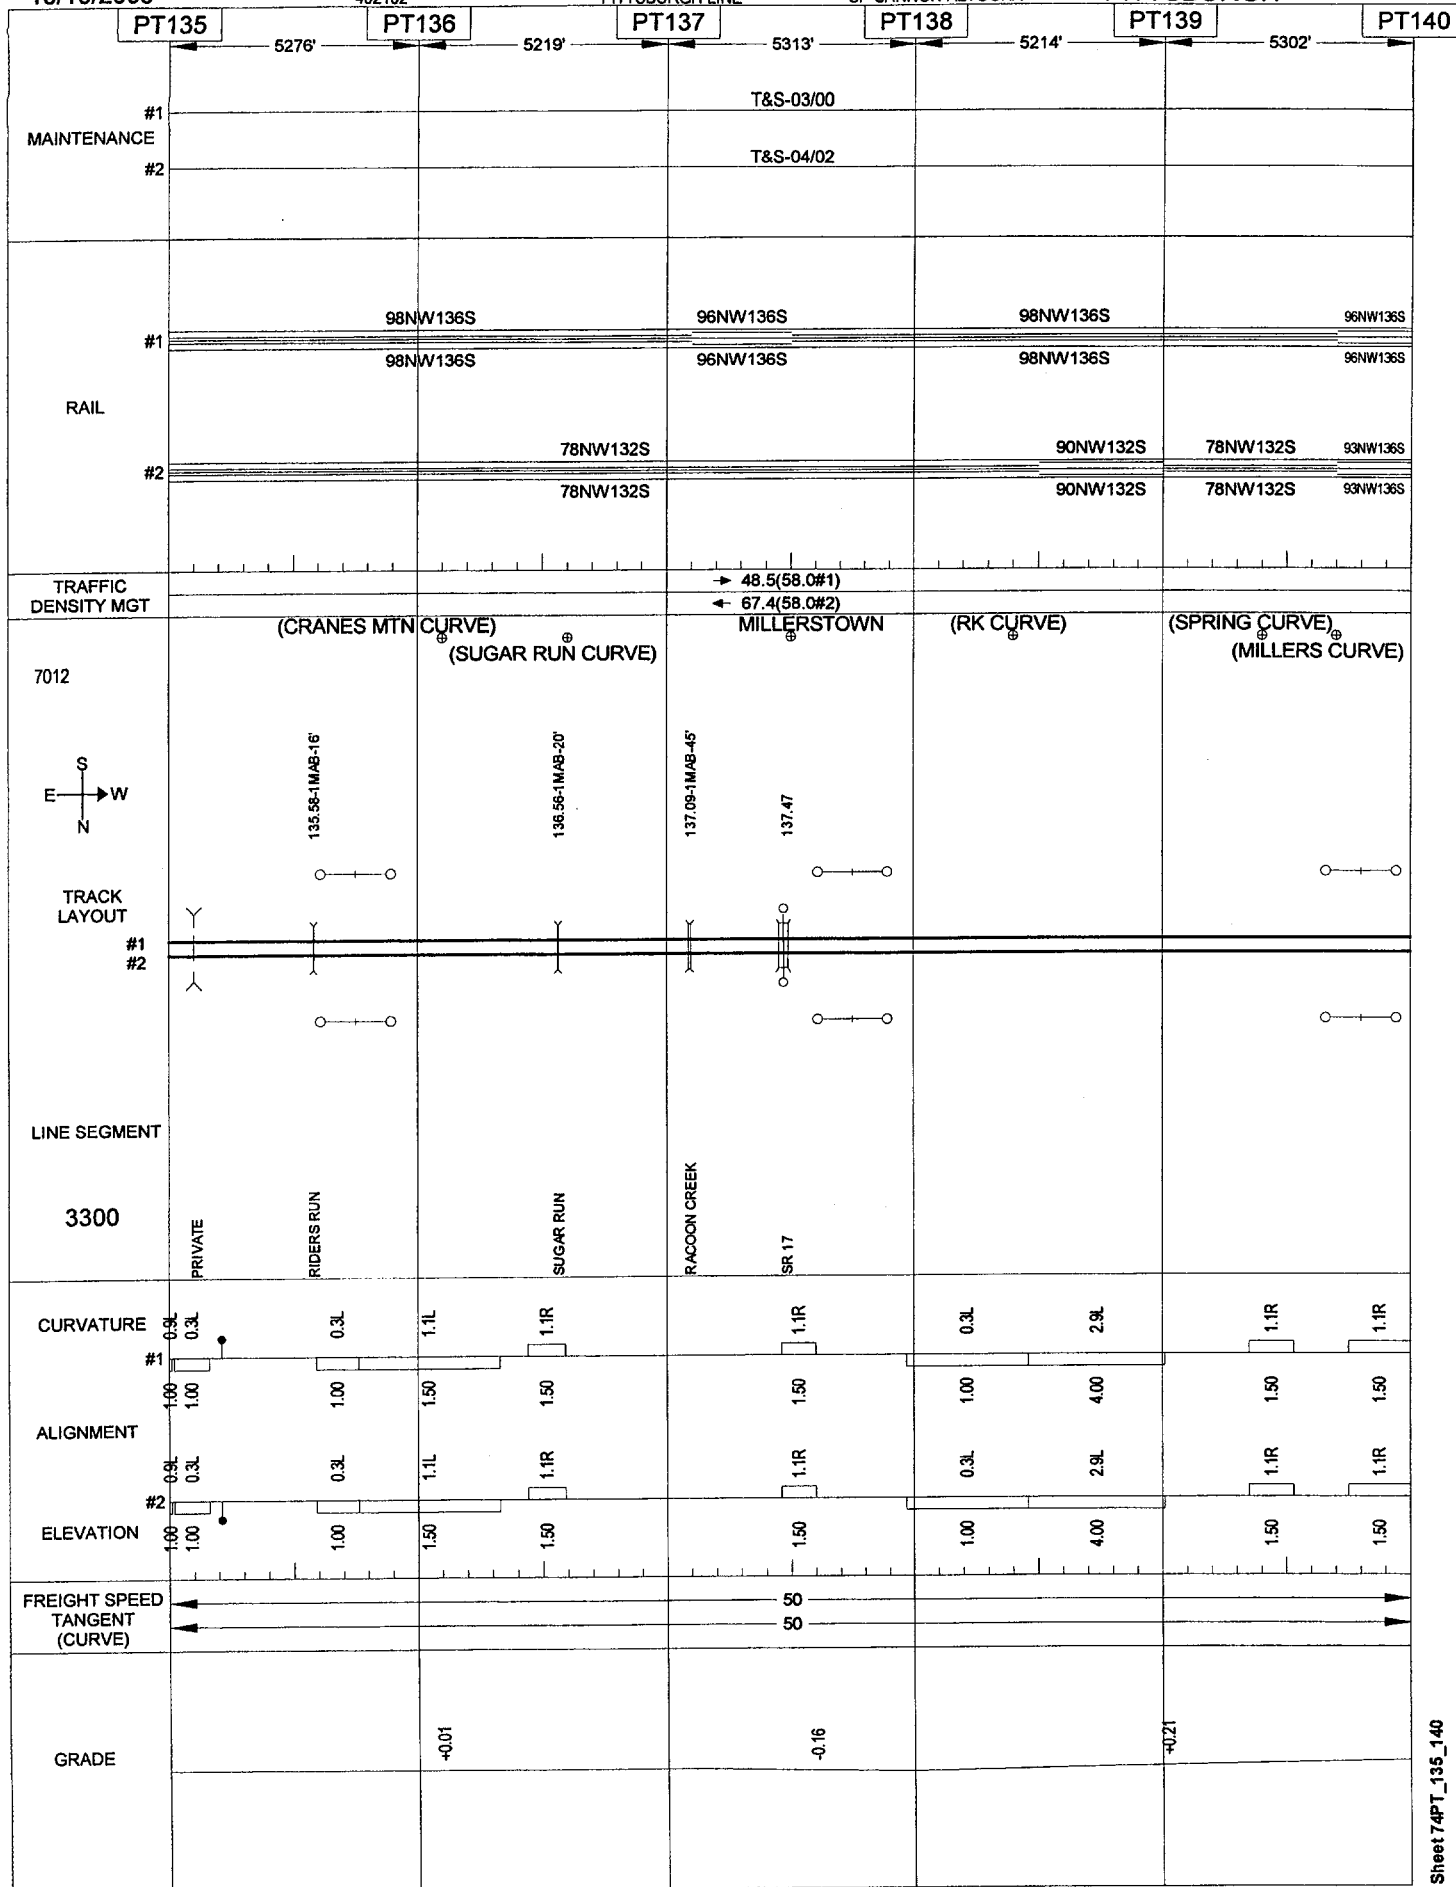 PT135 PT136 PT137 PT138 PT139 PT140
5276' 5219' 5313' 5214' 5302'
#1 T&S-03/00
MAINTENANCE
#2 T&S-04/02
98NW136S 96NW136S 98NW136S 96NW136S
#1
98NW136S 96NW136S 98NW136S 96NW136S
RAIL
78NW132S 90NW132S 78NW132S 93NW136S
#2
78NW132S 90NW132S 78NW132S 93NW136S
TRAFFIC
DENSITY MGT
48.5(58.0#1)
67.4(58.0#2)
(CRANES MTN CURVE) MILLERSTOWN (RK CURVE) (SPRING CURVE)
(SUGAR RUN CURVE) (MILLERS CURVE)
7012
135.58-1MAB-16' 136.56-1MAB-20' 137.09-1MAB-45' 137.47
S
E W
N
TRACK
LAYOUT
#1
#2
LINE SEGMENT
3300
PRIVATE RIDERS RUN SUGAR RUN RACOON CREEK SR 17
CURVATURE
0.9L 0.3L 0.3L 1.1L 1.1R 1.1R 0.3L 2.9L 1.1R 1.1R
#1
1.00 1.00 1.00 1.50 1.50 1.50 1.00 4.00 1.50 1.50
ALIGNMENT
0.9L 0.3L 0.3L 1.1L 1.1R 1.1R 0.3L 2.9L 1.1R 1.1R
#2
ELEVATION
1.00 1.00 1.00 1.50 1.50 1.50 1.00 4.00 1.50 1.50
FREIGHT SPEED
TANGENT
(CURVE)
50
50
GRADE
+0.01 -0.16 +0.21
Sheet 74PT_135_140